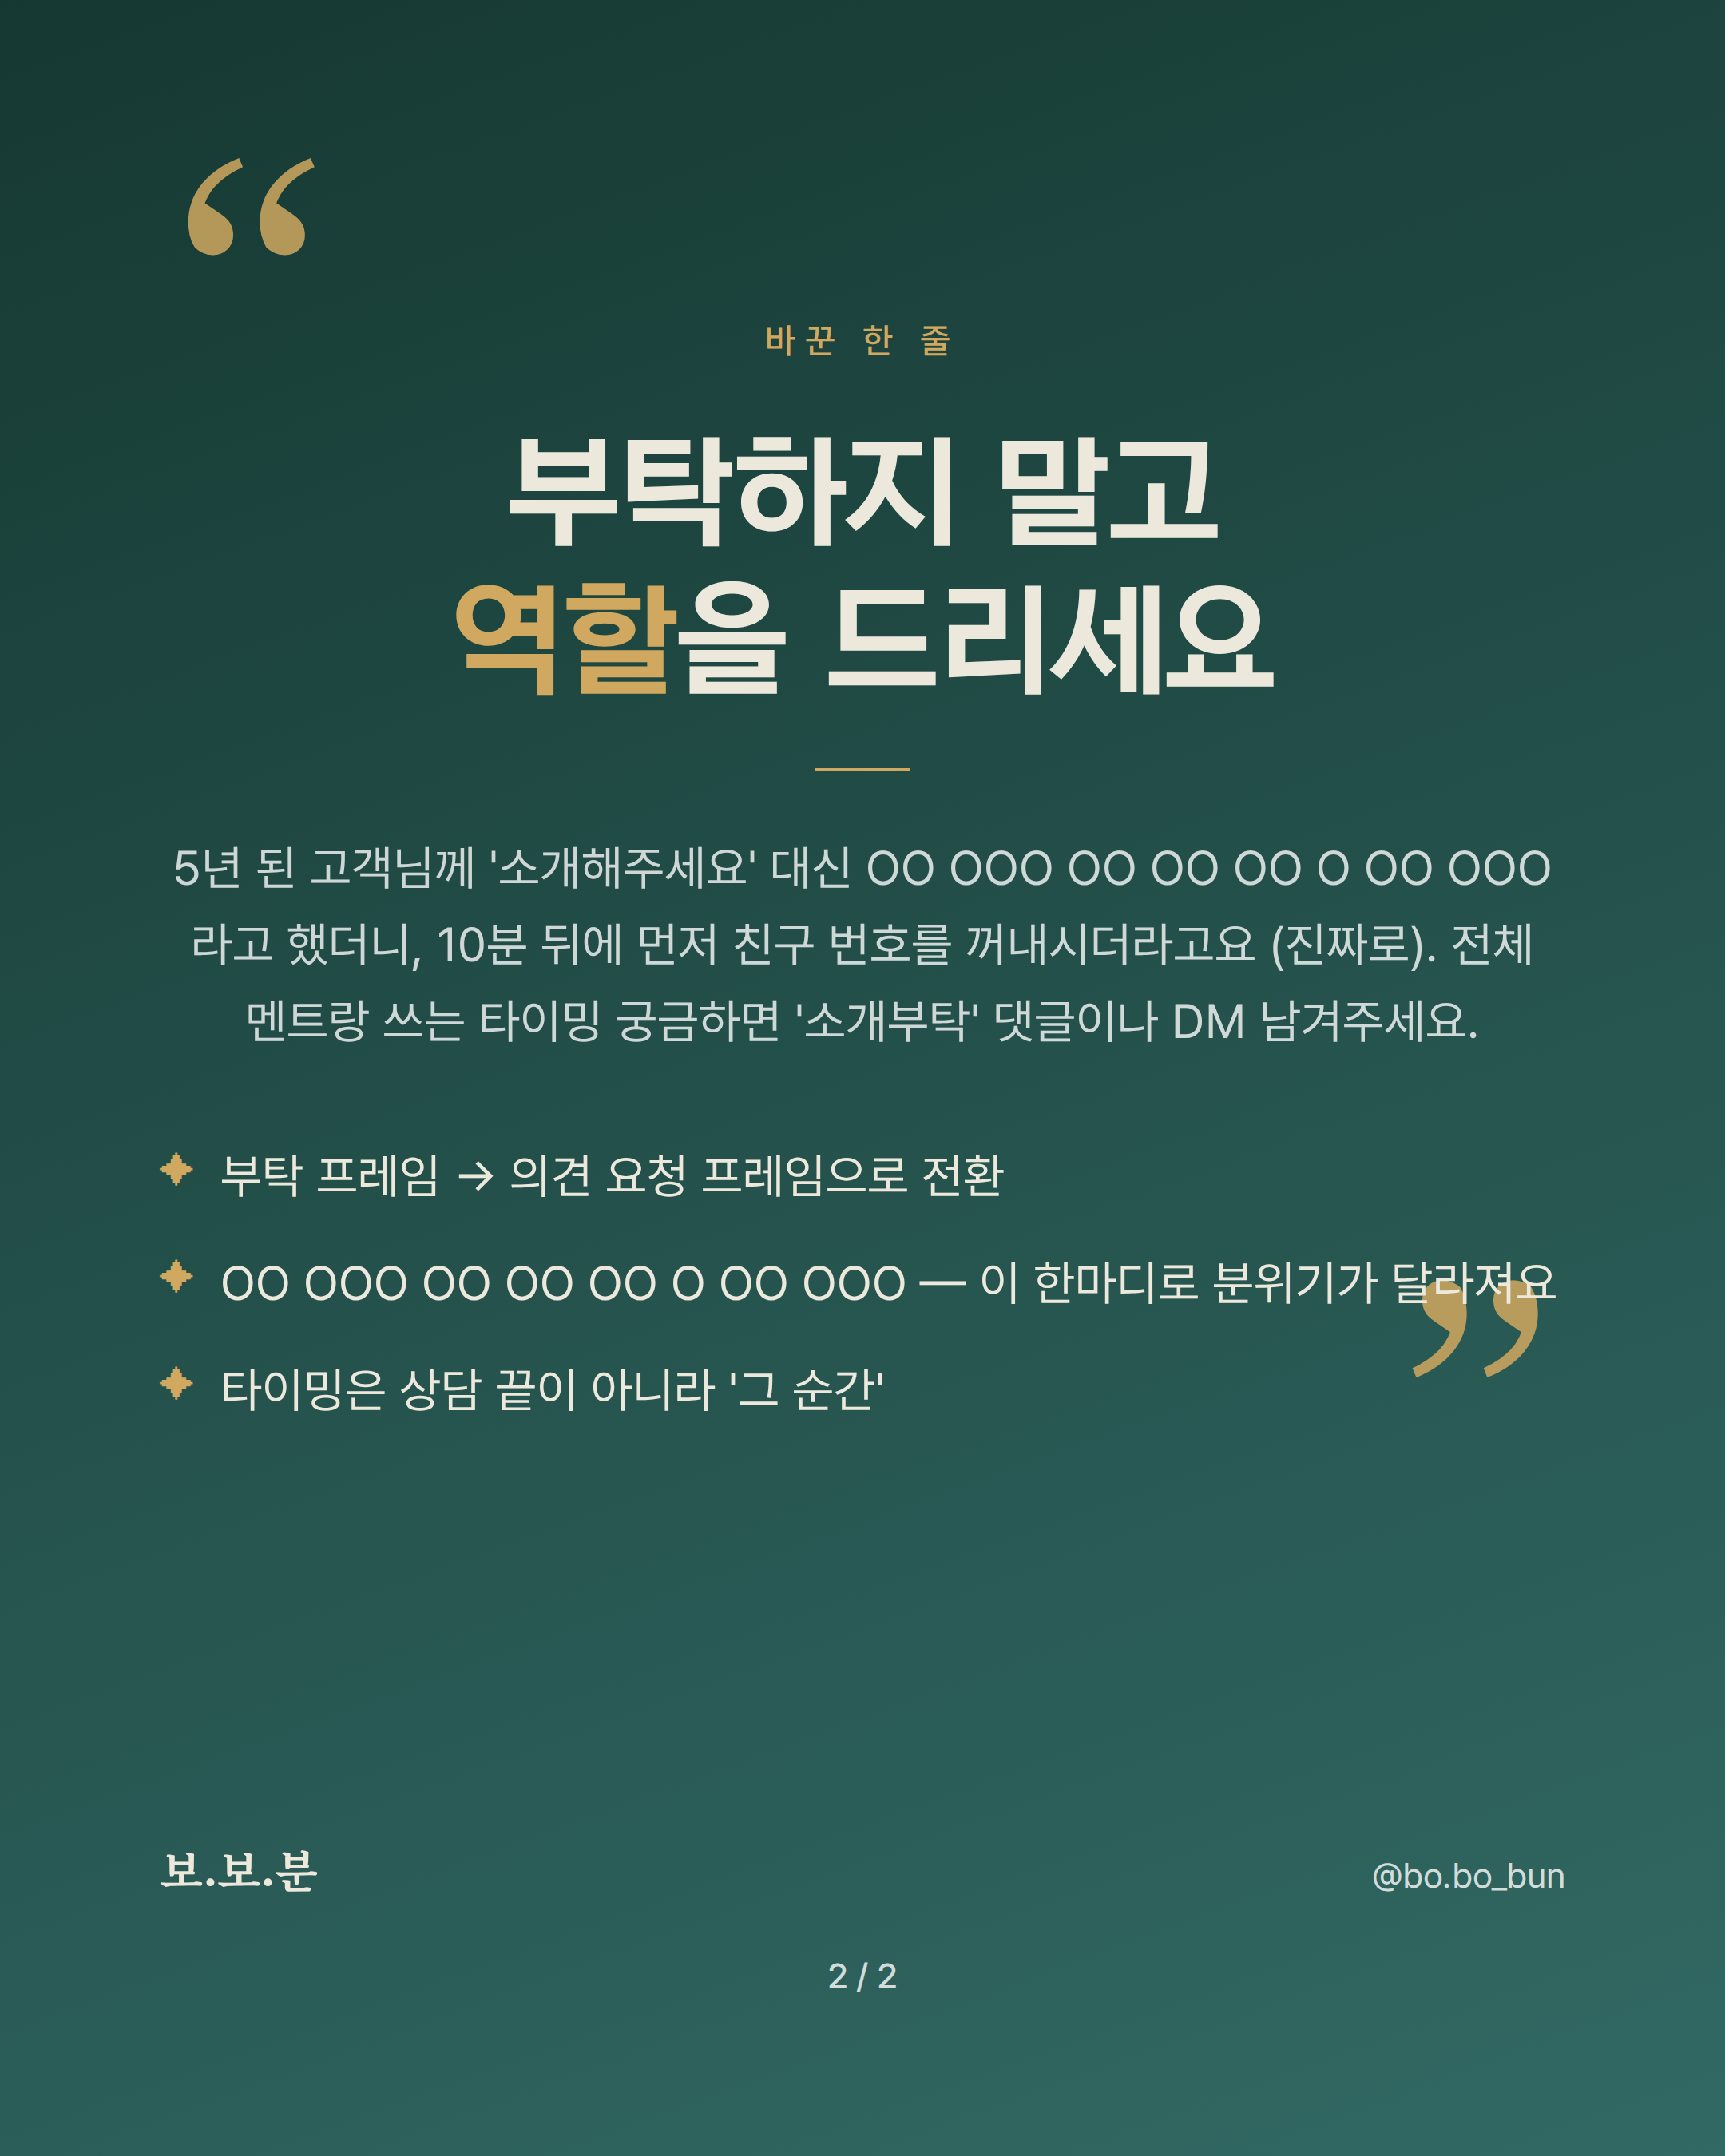 “
바꾼 한 줄
부탁하지 말고
역할을 드리세요
5년 된 고객님께 '소개해주세요' 대신 OO OOO OO OO OO O OO OOO
라고 했더니, 10분 뒤에 먼저 친구 번호를 꺼내시더라고요 (진짜로). 전체
멘트랑 쓰는 타이밍 궁금하면 '소개부탁' 댓글이나 DM 남겨주세요.
✦ 부탁 프레임 → 의견 요청 프레임으로 전환
✦ OO OOO OO OO OO O OO OOO — 이 한마디로 분위기가 달라져요
”
✦ 타이밍은 상담 끝이 아니라 '그 순간'
보.보.분
@bo.bo_bun
2 / 2